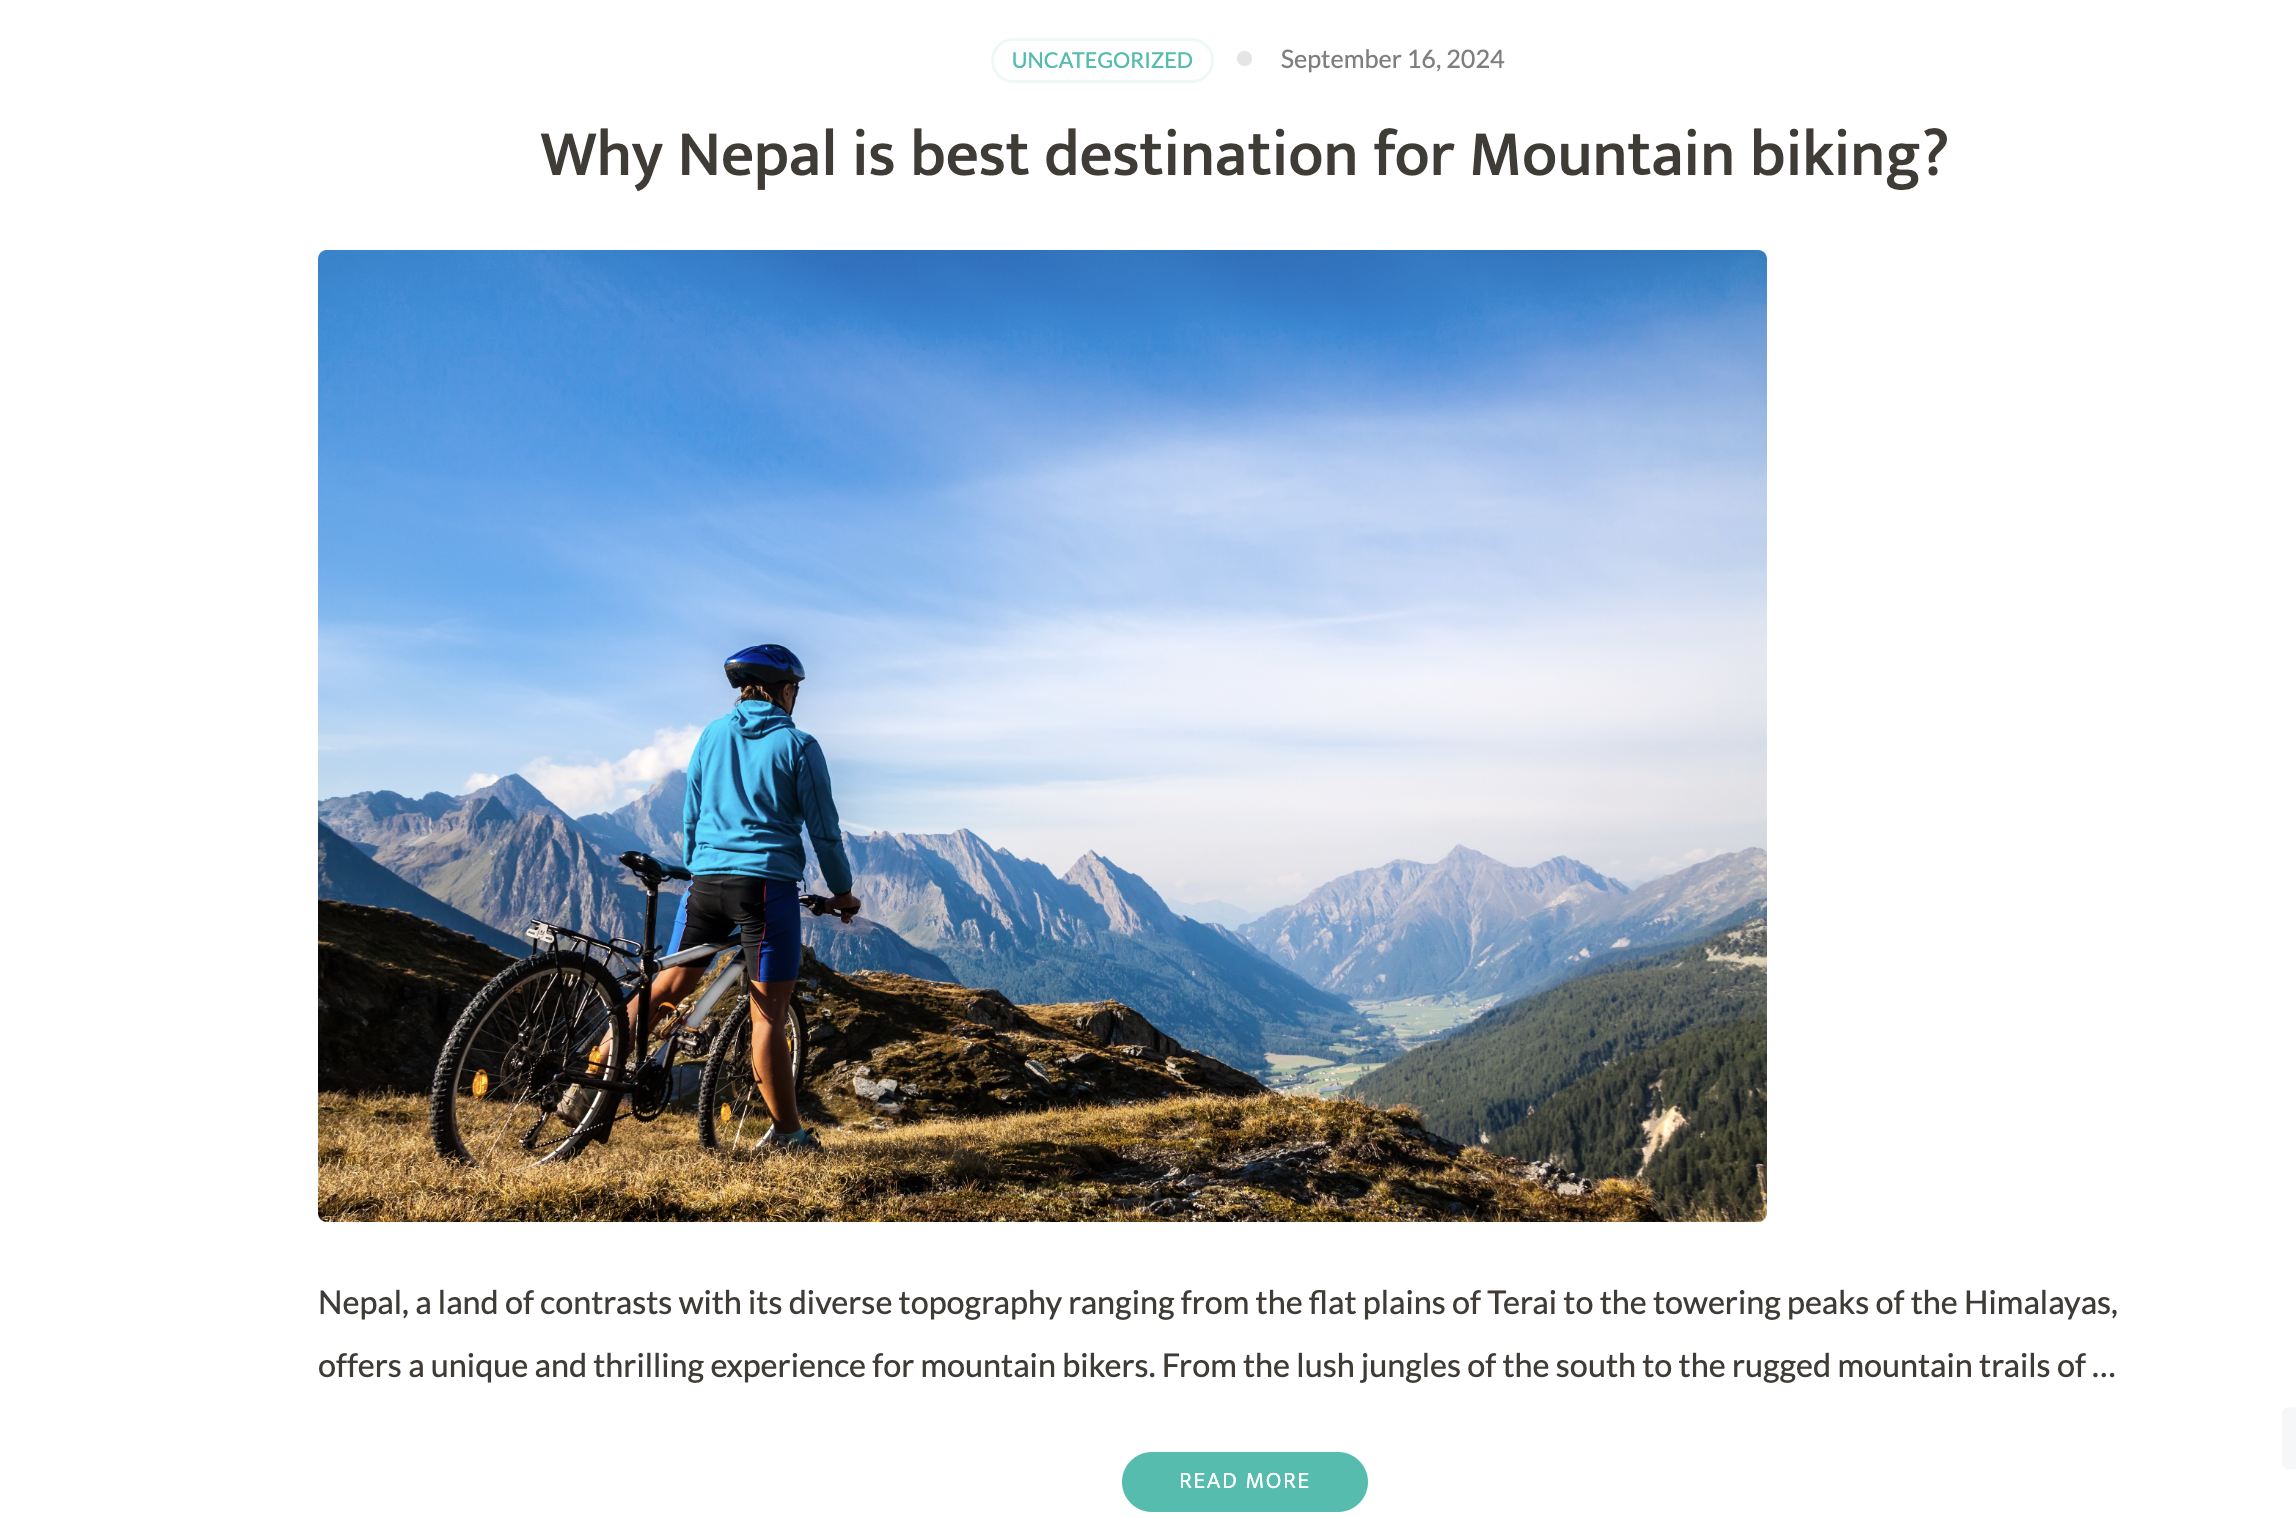 UNCATEGORIZED September 16, 2024
Why Nepal is best destination for Mountain biking?
Nepal, a land of contrasts with its diverse topography ranging from the flat plains of Terai to the towering peaks of the Himalayas,
offers a unique and thrilling experience for mountain bikers. From the lush jungles of the south to the rugged mountain trails of …
READ MORE